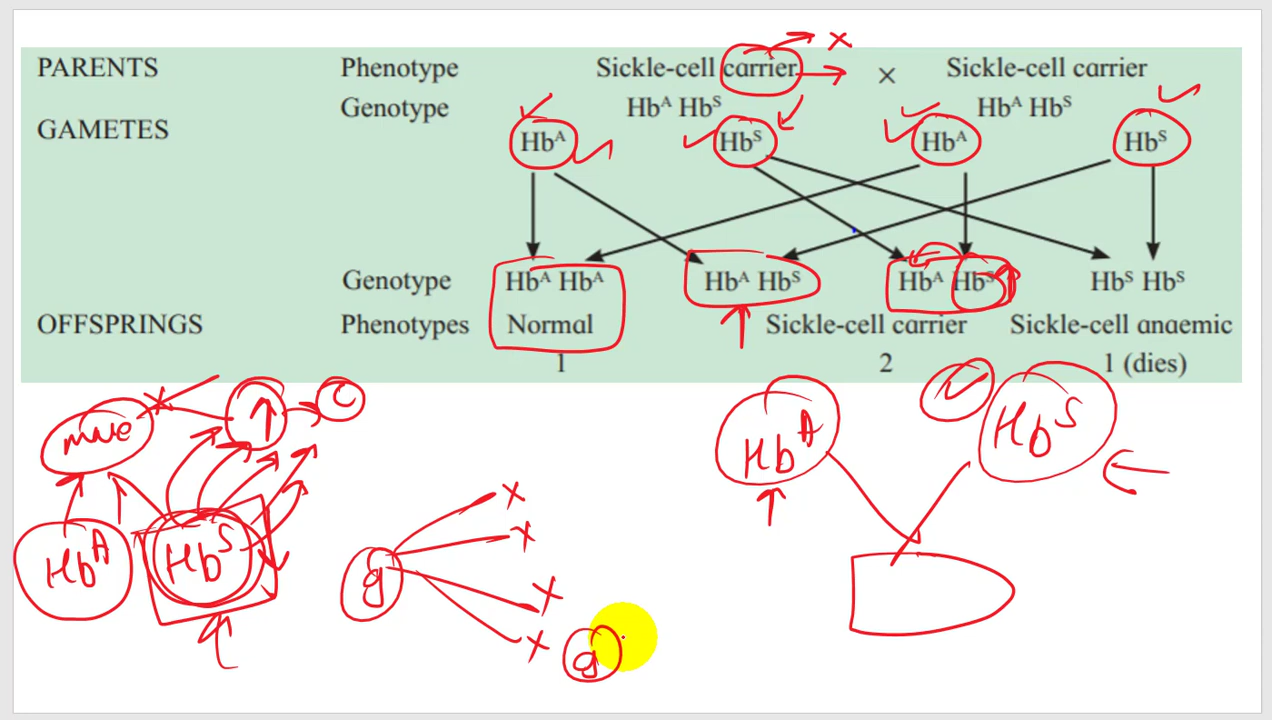 PARENTS Phenotype Sickle-cell carrier × Sickle-cell carrier
Genotype Hbᴬ Hbˢ Hbᴬ Hbˢ
GAMETES Hbᴬ Hbˢ Hbᴬ Hbˢ
Genotype Hbᴬ Hbᴬ Hbᴬ Hbˢ Hbᴬ Hbˢ Hbˢ Hbˢ
OFFSPRINGS Phenotypes Normal Sickle-cell carrier Sickle-cell anaemic
1 2 1 (dies)
C
Hbᴬ Hbˢ
Hbᴬ Hbˢ
g
g